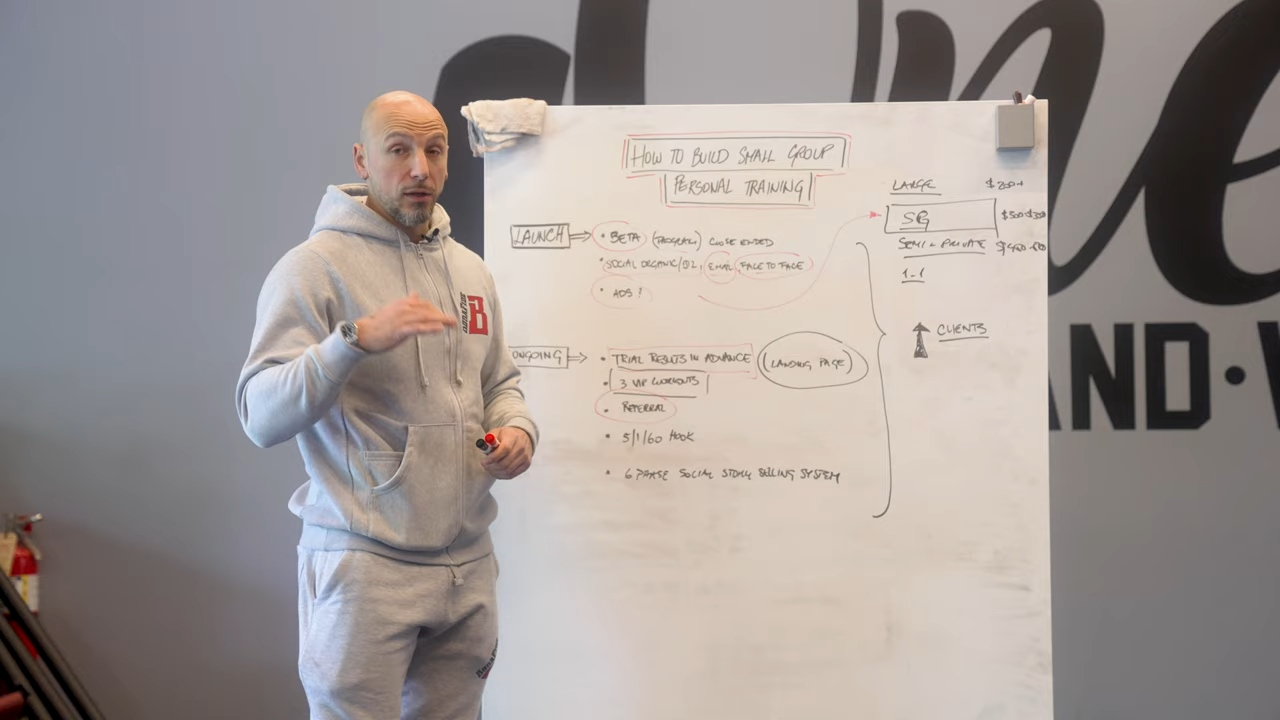 HOW TO BUILD SMALL GROUP
PERSONAL TRAINING
LAUNCH
• BETA (PROGRAM) CLOSE ENDED
• SOCIAL ORGANIC/ EMAIL, FACE TO FACE
• ADS!
ONGOING
• TRIAL RESULTS IN ADVANCE (LANDING PAGE)
• 3 VIP WORKOUTS
• REFERRAL
• 5/1/60 HOOK
• 6 PHASE SOCIAL STORY SELLING SYSTEM
LARGE $200+
SG
SEMI-PRIVATE
1-1
CLIENTS
B
One
AND • W